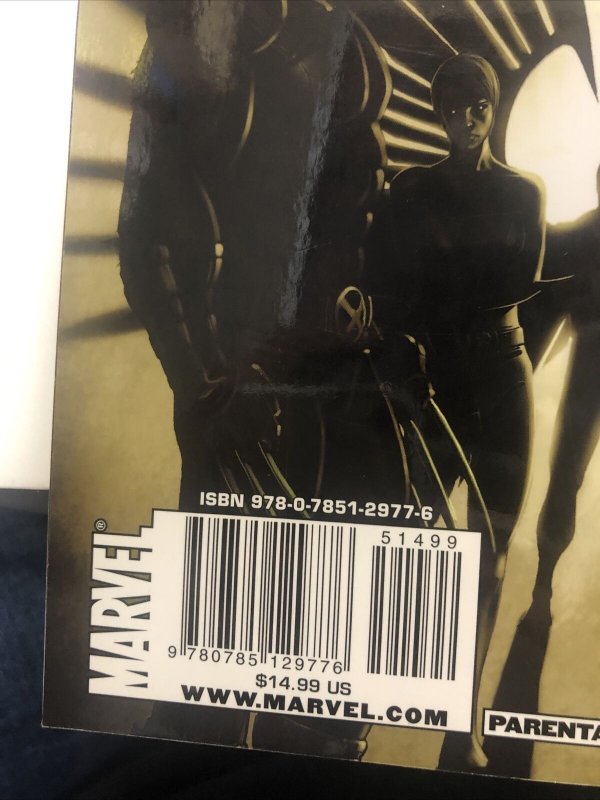 ISBN 978-0-7851-2977-6
51499
MARVEL®
9 780785 129776
$14.99 US
WWW.MARVEL.COM
PARENTA